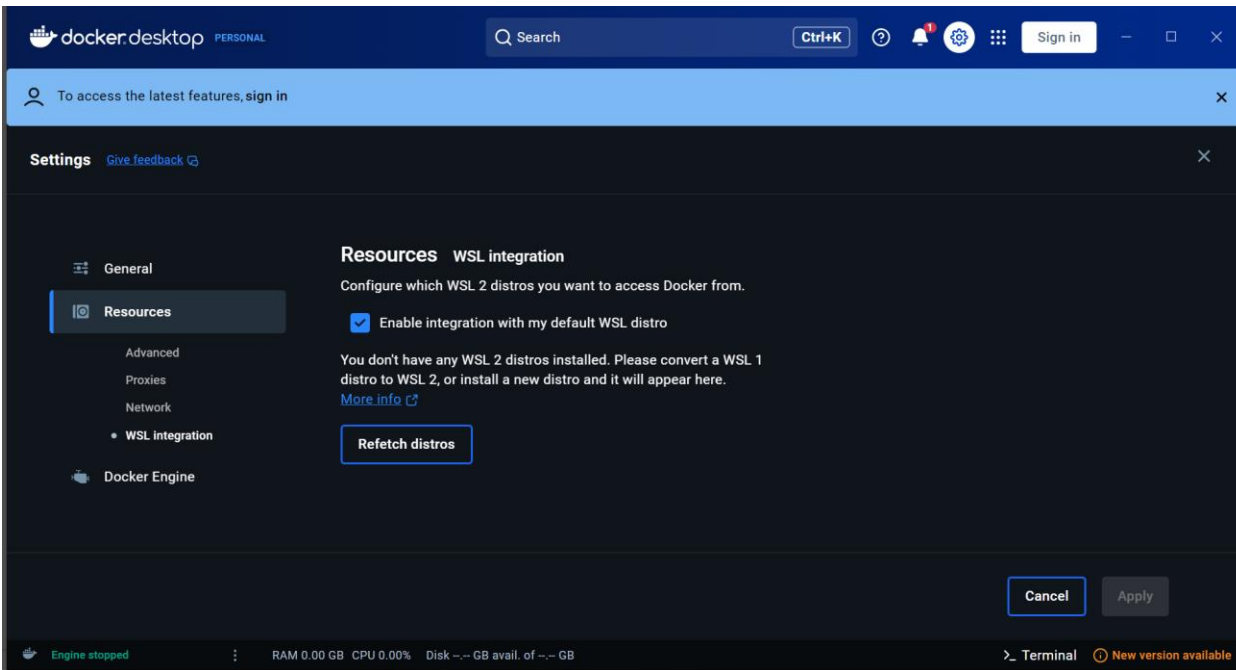 docker.desktop PERSONAL
Search
Ctrl+K
1
Sign in
To access the latest features, sign in
Settings Give feedback
General
Resources
Advanced
Proxies
Network
WSL integration
Docker Engine
Resources WSL integration
Configure which WSL 2 distros you want to access Docker from.
Enable integration with my default WSL distro
You don't have any WSL 2 distros installed. Please convert a WSL 1
distro to WSL 2, or install a new distro and it will appear here.
More info
Refetch distros
Cancel
Apply
Engine stopped
RAM 0.00 GB CPU 0.00% Disk --.-- GB avail. of --.-- GB
Terminal
New version available